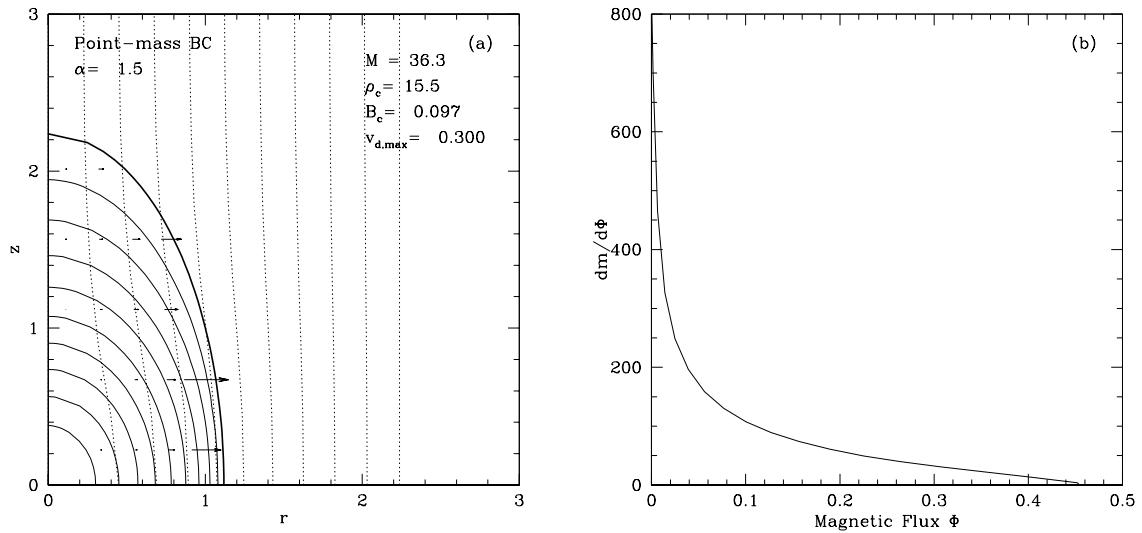 Point-mass BC
α= 1.5
(a)
M = 36.3
ρc= 15.5
Bc= 0.097
vd,max= 0.300
3
2
1
0
z
0
1
2
3
r
(b)
800
600
400
200
0
dm/dΦ
0
0.1
0.2
0.3
0.4
0.5
Magnetic Flux Φ